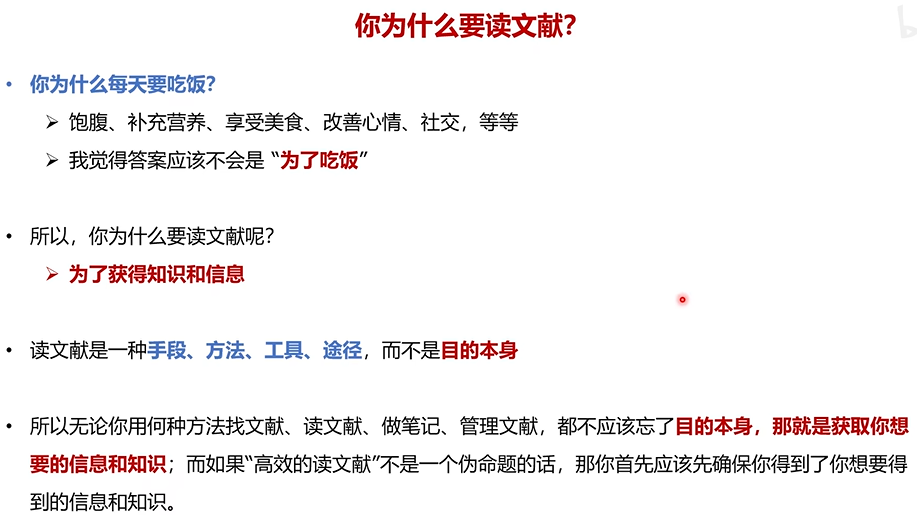 你为什么要读文献？
• 你为什么每天要吃饭？
➢ 饱腹、补充营养、享受美食、改善心情、社交，等等
➢ 我觉得答案应该不会是 “为了吃饭”
• 所以，你为什么要读文献呢？
➢ 为了获得知识和信息
• 读文献是一种手段、方法、工具、途径，而不是目的本身
• 所以无论你用何种方法找文献、读文献、做笔记、管理文献，都不应该忘了目的本身，那就是获取你想
要的信息和知识；而如果“高效的读文献”不是一个伪命题的话，那你首先应该先确保你得到了你想要得
到的信息和知识。